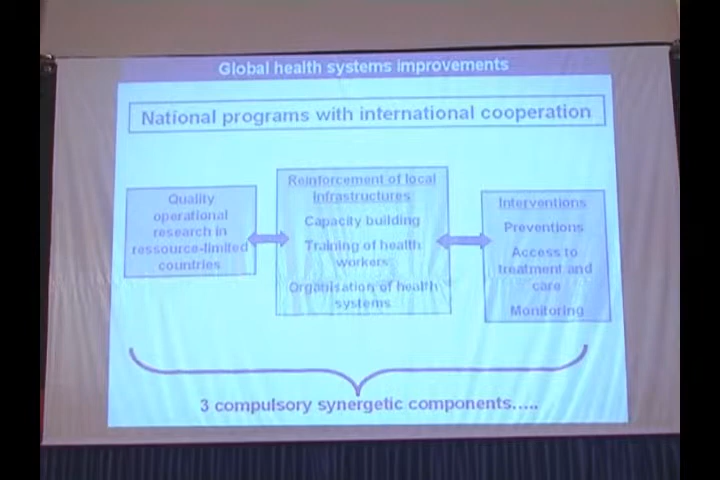 Global health systems improvements
National programs with international cooperation
Quality
operational
research in
ressource-limited
countries
Reinforcement of local
infrastructures
Capacity building
Training of health
workers
Organisation of health
systems
Interventions
Preventions
Access to
treatment and
care
Monitoring
3 compulsory synergetic components…..